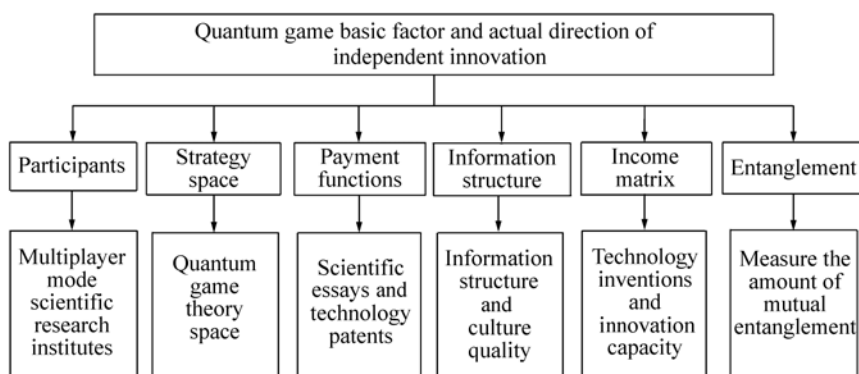 Quantum game basic factor and actual direction of
independent innovation
Participants
Strategy
space
Payment
functions
Information
structure
Income
matrix
Entanglement
Multiplayer
mode
scientific
research
institutes
Quantum
game
theory
space
Scientific
essays and
technology
patents
Information
structure
and
culture
quality
Technology
inventions
and
innovation
capacity
Measure the
amount of
mutual
entanglement